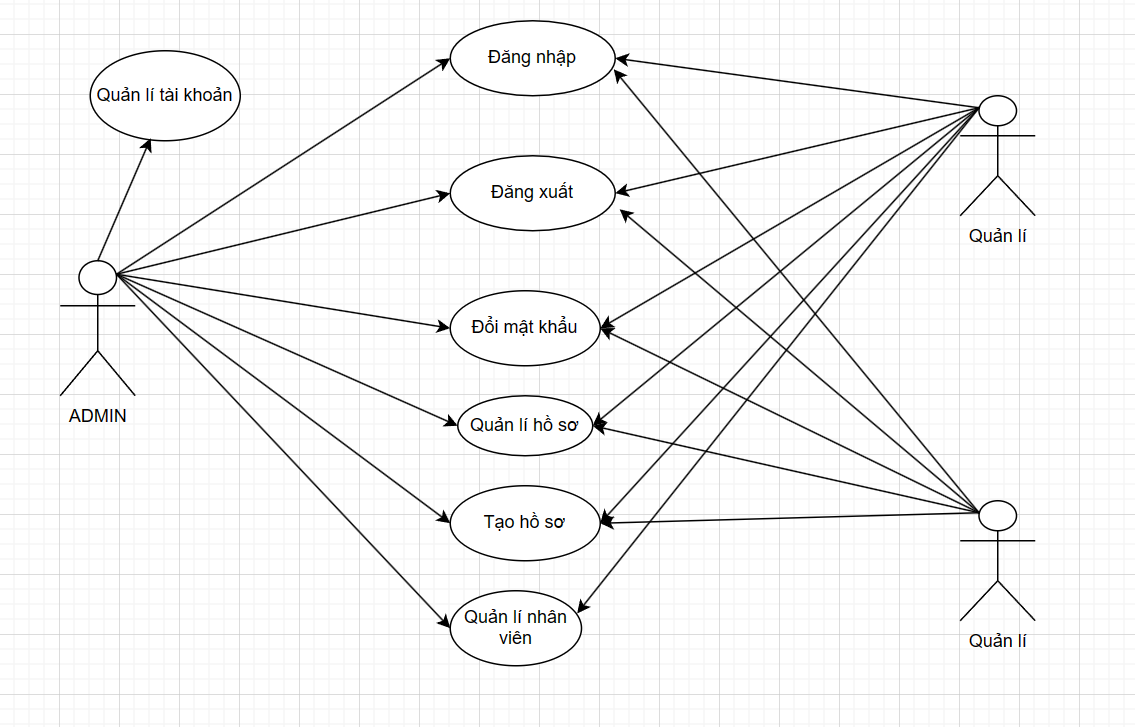 Đăng nhập
Quản lí tài khoản
Đăng xuất
Quản lí
Đổi mật khẩu
ADMIN
Quản lí hồ sơ
Tạo hồ sơ
Quản lí nhân
viên
Quản lí